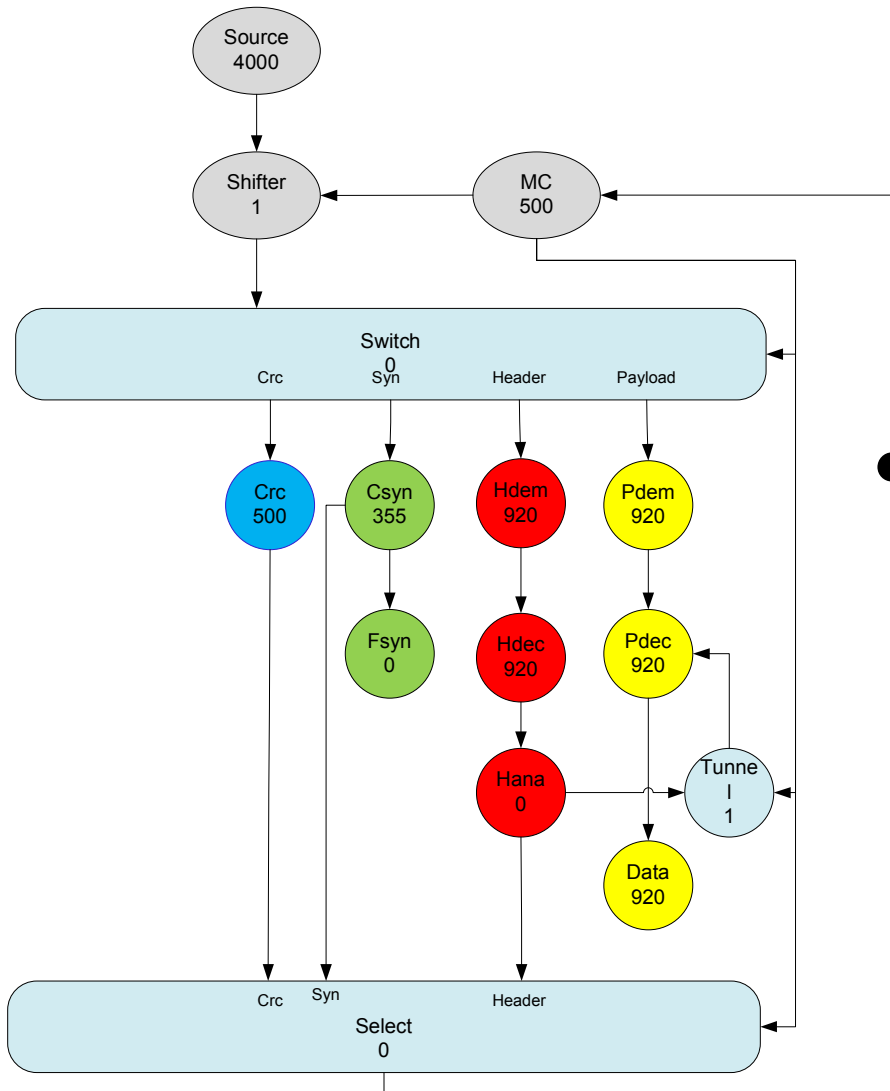 Source
4000
Shifter
1
MC
500
Switch
0
Crc
Syn
Header
Payload
Crc
500
Csyn
355
Hdem
920
Pdem
920
Fsyn
0
Hdec
920
Pdec
920
Hana
0
Tunne
l
1
Data
920
Crc
Syn
Header
Select
0